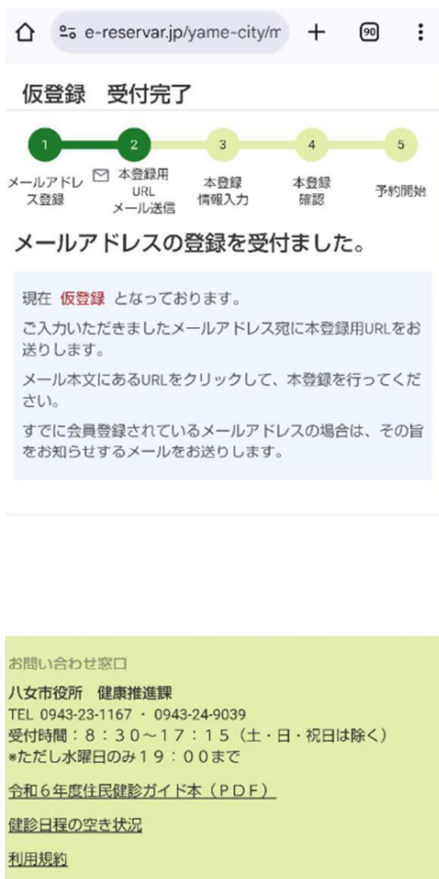 e-reservar.jp/yame-city/m
90
仮登録　受付完了
1 2 3 4 5
メールアドレ
ス登録
本登録用
URL
メール送信
本登録
情報入力
本登録
確認
予約開始
メールアドレスの登録を受付ました。
現在 仮登録 となっております。
ご入力いただきましたメールアドレス宛に本登録用URLをお
送りします。
メール本文にあるURLをクリックして、本登録を行ってくだ
さい。
すでに会員登録されているメールアドレスの場合は、その旨
をお知らせするメールをお送りします。
お問い合わせ窓口
八女市役所　健康推進課
TEL 0943-23-1167 ・ 0943-24-9039
受付時間：８：３０～１７：１５（土・日・祝日は除く）
*ただし水曜日のみ１９：００まで
令和６年度住民健診ガイド本（ＰＤＦ）
健診日程の空き状況
利用規約